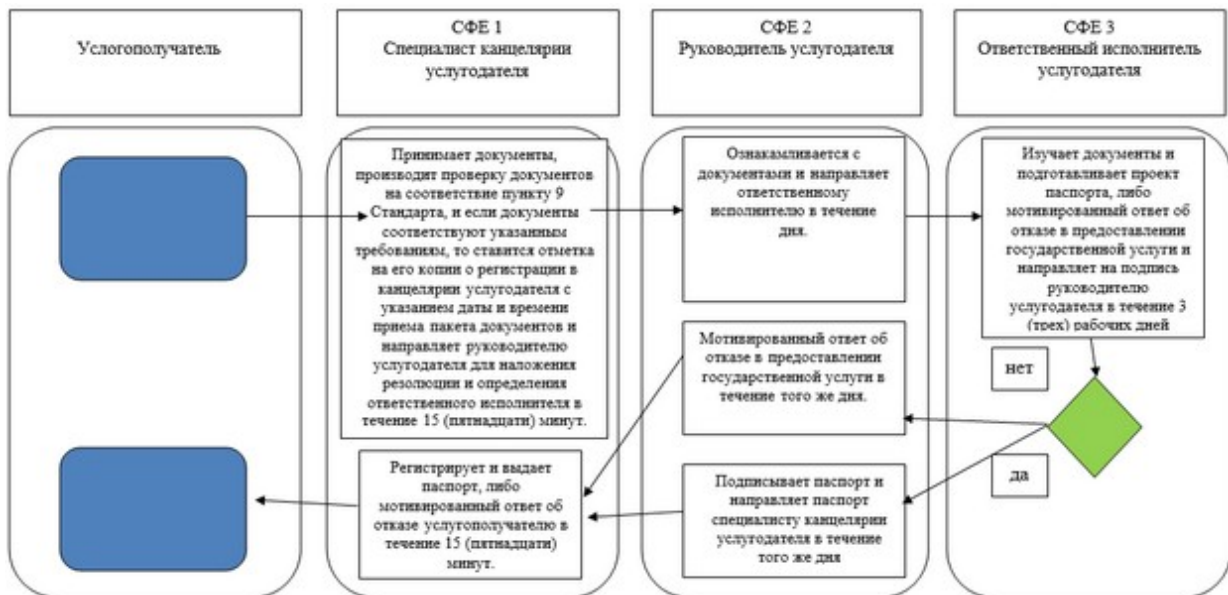 Услогополучатель
СФЕ 1
Специалист канцелярии
услугодателя
СФЕ 2
Руководитель услугодателя
СФЕ 3
Ответственный исполнитель
услугодателя
Принимает документы,
производит проверку документов
на соответствие пункту 9
Стандарта, и если документы
соответствуют указанным
требованиям, то ставится отметка
на его копии о регистрации в
канцелярии услугодателя с
указанием даты и времени
приема пакета документов и
направляет руководителю
услугодателя для наложения
резолюции и определения
ответственного исполнителя в
течение 15 (пятнадцати) минут.
Ознакамливается с
документами и направляет
ответственному
исполнителю в течение
дня.
Изучает документы и
подготавливает проект
паспорта, либо
мотивированный ответ об
отказе в предоставлении
государственной услуги и
направляет на подпись
руководителю
услугодателя в течение 3
(трех) рабочих дней
нет
Мотивированный ответ об
отказе в предоставлении
государственной услуги в
течение того же дня.
да
Подписывает паспорт и
направляет паспорт
специалисту канцелярии
услугодателя в течение
того же дня
Регистрирует и выдает
паспорт, либо
мотивированный ответ об
отказе услугополучателю в
течение 15 (пятнадцати)
минут.